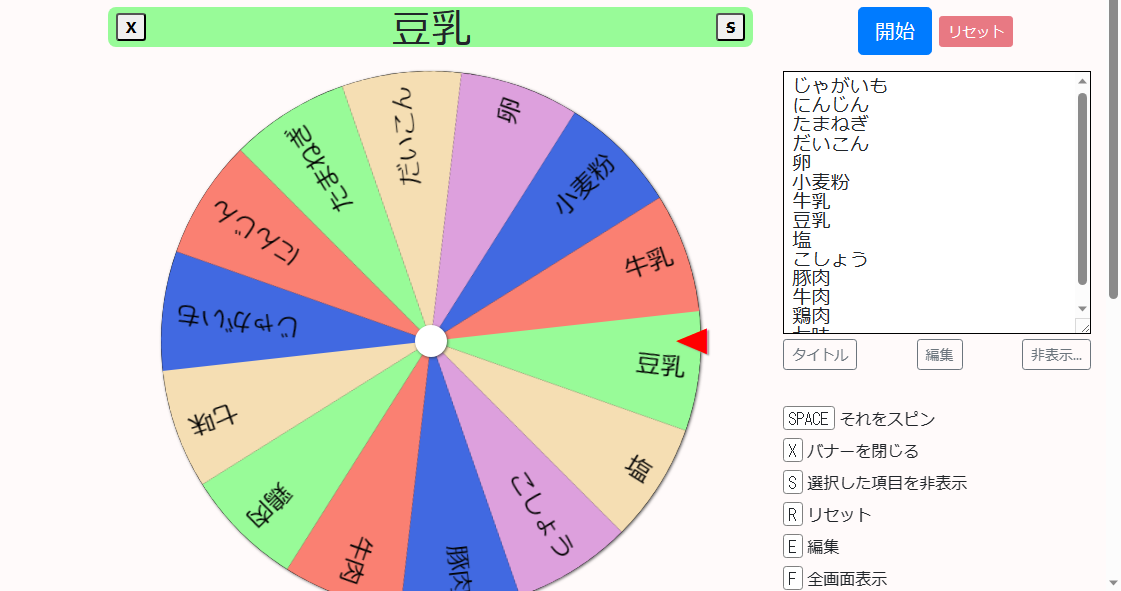 X 豆乳 S
開始 リセット
じゃがいも
にんじん
たまねぎ
だいこん
卵
小麦粉
牛乳
豆乳
塩
こしょう
豚肉
牛肉
鶏肉
七味
タイトル 編集 非表示...
SPACE それをスピン
X バナーを閉じる
S 選択した項目を非表示
R リセット
E 編集
F 全画面表示
だいこん
卵
小麦粉
牛乳
豆乳
塩
こしょう
豚肉
牛肉
鶏肉
七味
じゃがいも
にんじん
たまねぎ